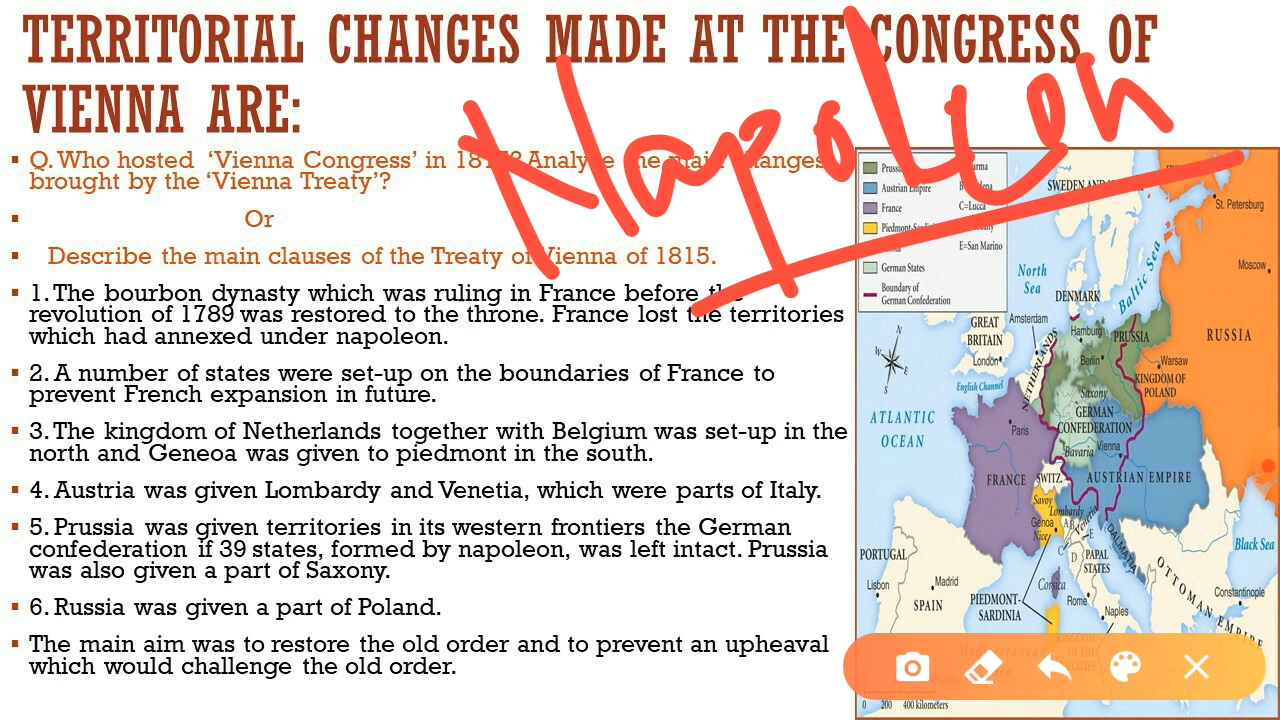 TERRITORIAL CHANGES MADE AT THE CONGRESS OF
VIENNA ARE:
Napoleon
Q. Who hosted 'Vienna Congress' in 18 the main changes
brought by the 'Vienna Treaty'?
Or
Describe the main clauses of the Treaty of Vienna of 1815.
1. The bourbon dynasty which was ruling in France before the
revolution of 1789 was restored to the throne. France lost the territories
which had annexed under napoleon.
2. A number of states were set-up on the boundaries of France to
prevent French expansion in future.
3. The kingdom of Netherlands together with Belgium was set-up in the
north and Geneoa was given to piedmont in the south.
4. Austria was given Lombardy and Venetia, which were parts of Italy.
5. Prussia was given territories in its western frontiers the German
confederation if 39 states, formed by napoleon, was left intact. Prussia
was also given a part of Saxony.
6. Russia was given a part of Poland.
The main aim was to restore the old order and to prevent an upheaval
which would challenge the old order.
Austrian Empire
France
C=Lucca
E=San Marino
German States
Boundary of
German Confederation
St. Petersburg
Moscow
North
Sea
Baltic Sea
DENMARK
Amsterdam
GREAT
BRITAIN
Hamburg
PRUSSIA
RUSSIA
London
Berlin
Warsaw
NETHERLANDS
KINGDOM OF
POLAND
English Channel
Saxony
ATLANTIC
OCEAN
GERMAN
CONFEDERATION
Paris
Vienna
Bavaria
N
W
E
S
FRANCE
SWITZ.
AUSTRIAN EMPIRE
Savoy
Lombardy
Venetia
Genoa
Nice
A
B
C
D
E
DALMATIA
PAPAL
STATES
Black Sea
PORTUGAL
Corsica
OTTOMAN EMPIRE
Lisbon
Madrid
SPAIN
PIEDMONT-
SARDINIA
Rome
Naples
Constantinople
KINGDOM
OF THE
0 200 400 kilometers